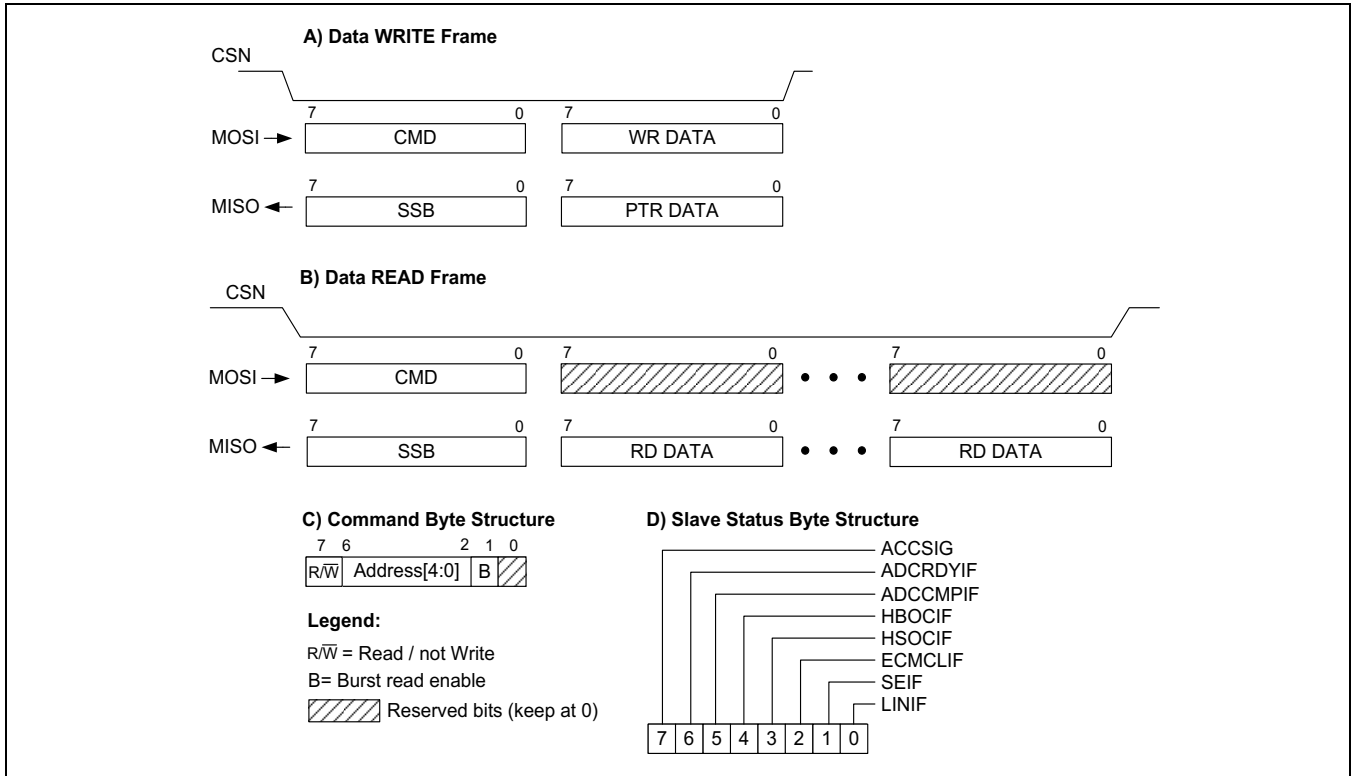 A) Data WRITE Frame
CSN
7 0 7 0
MOSI CMD WR DATA
7 0 7 0
MISO SSB PTR DATA
B) Data READ Frame
CSN
7 0 7 0 7 0
MOSI CMD • • •
7 0 7 0 7 0
MISO SSB RD DATA • • • RD DATA
C) Command Byte Structure
7 6 2 1 0
R/W̅ Address[4:0] B
Legend:
R/W̅ = Read / not Write
B= Burst read enable
Reserved bits (keep at 0)
D) Slave Status Byte Structure
ACCSIG
ADCRDYIF
ADCCMPIF
HBOCIF
HSOCIF
ECMCLIF
SEIF
LINIF
7 6 5 4 3 2 1 0